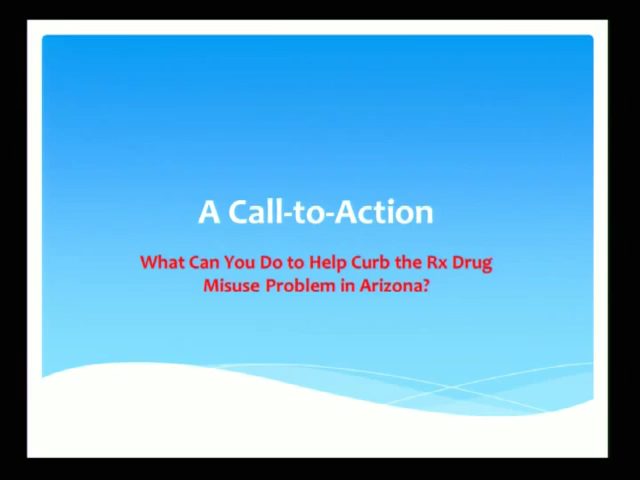 A Call-to-Action
What Can You Do to Help Curb the Rx Drug
Misuse Problem in Arizona?